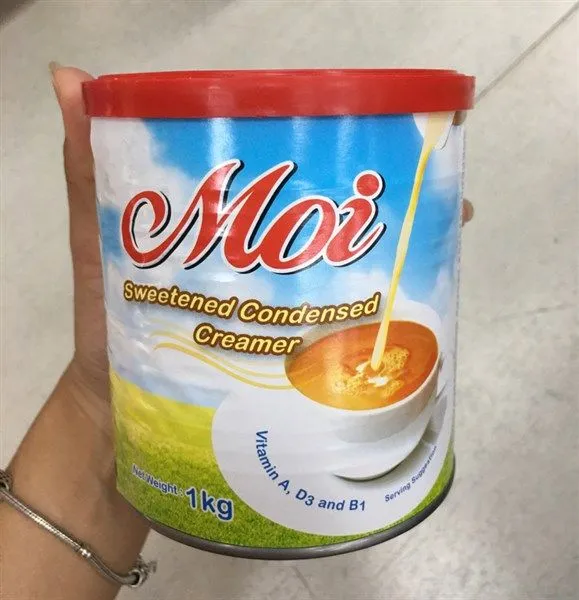 Moi
Sweetened Condensed
Creamer
Vitamin A, D3 and B1
Serving Suggestion
Net Weight: 1kg